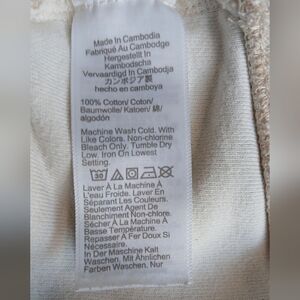 Made In Cambodia
Fabriqué Au Cambodge
Hergestellt In
Kambodscha
Vervaardigd In Cambodja
カンボジア製
hecho en camboya
100% Cotton/ Coton/
Baumwolle/ Katoen/ 綿/
algodón
Machine Wash Cold. With
Like Colors. Non-chlorine
Bleach Only. Tumble Dry
Low. Iron On Lowest
Setting.
30
Laver À La Machine À
L'eau Froide. Laver En
Séparant Les Couleurs.
Seulement Agent De
Blanchiment Non-chlore.
Sécher À La Machine À
Basse Température.
Repasser À Fer Doux Si
Nécessaire.
In Der Maschine Kalt
Waschen. Mit Ähnlichen
Farben Waschen. Nur